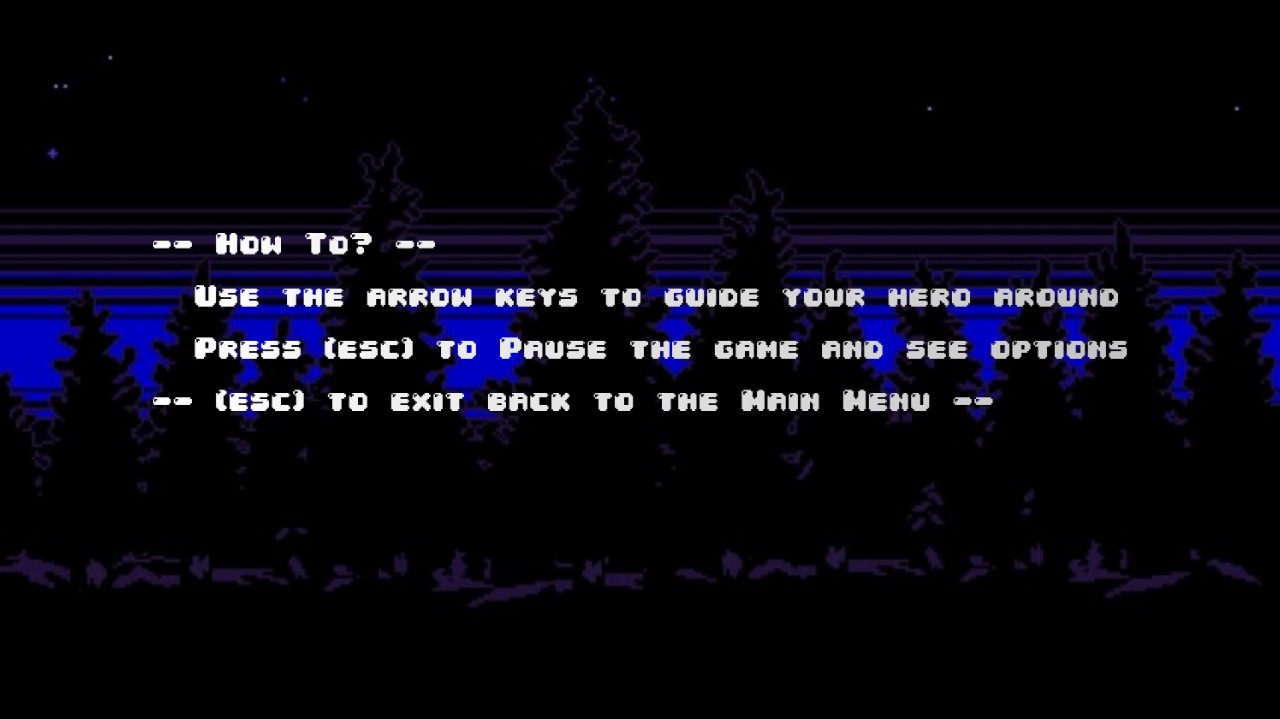 -- How To? --
Use the arrow keys to guide your hero around
Press (esc) to Pause the game and see options
-- (esc) to exit back to the Main Menu --